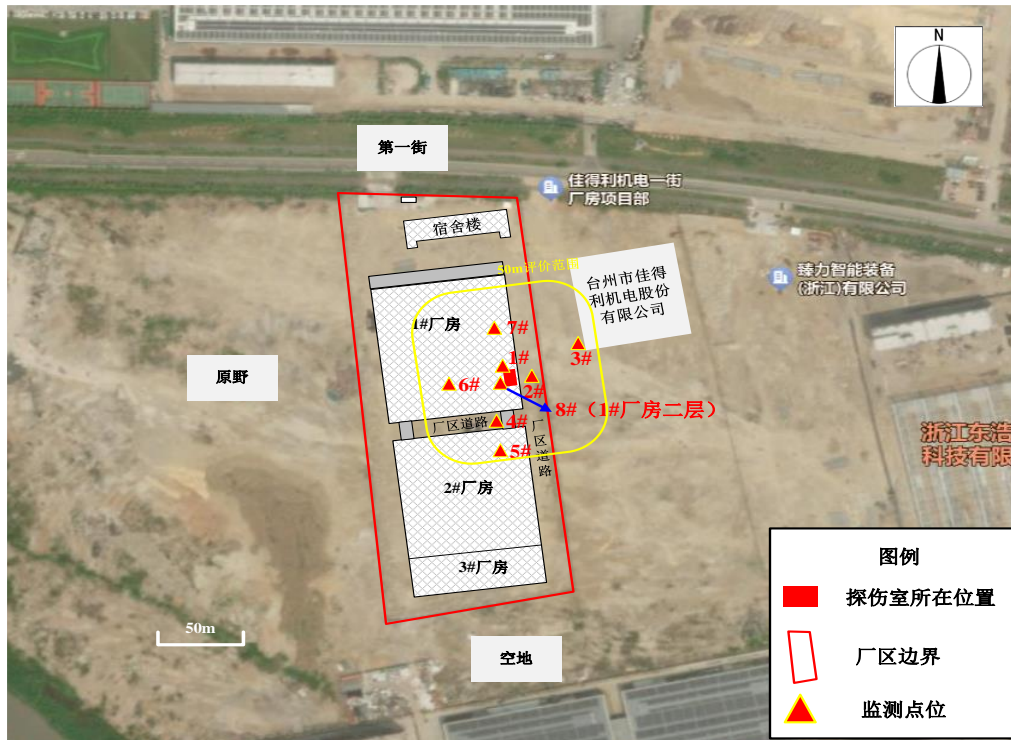 N
第一街
佳得利机电一街
厂房项目部
宿舍楼
50m评价范围
台州市佳得
利机电股份
有限公司
臻力智能装备
(浙江)有限公司
1#厂房
7#
1#
3#
原野
6#
2#
8#（1#厂房二层）
厂区道路
4#
厂区道路
5#
浙江东浩
科技有限
2#厂房
3#厂房
50m
空地
图例
探伤室所在位置
厂区边界
监测点位